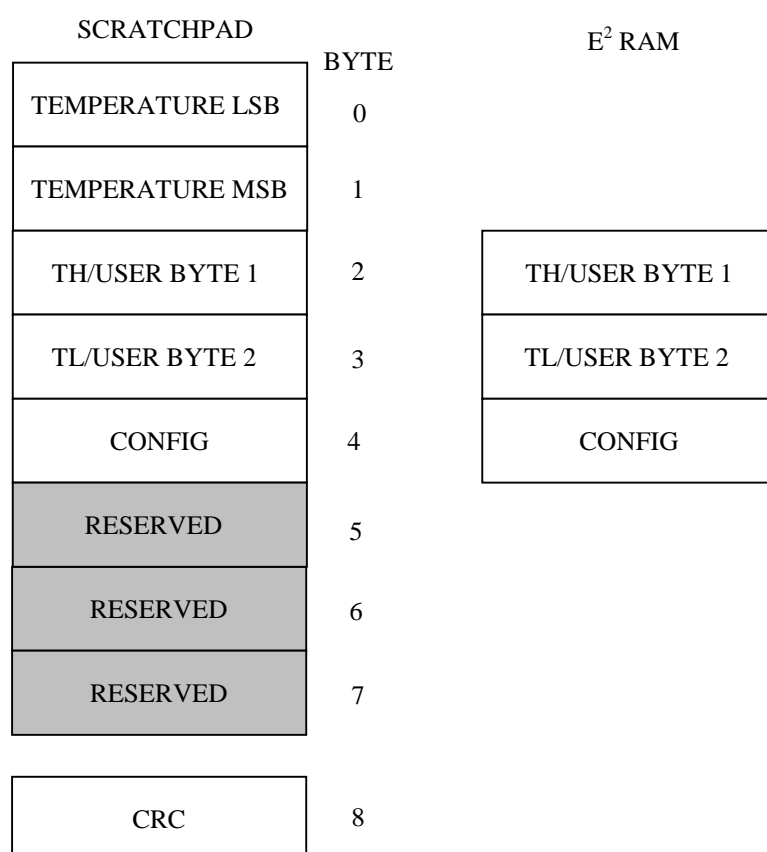 SCRATCHPAD
BYTE
E² RAM
TEMPERATURE LSB
0
TEMPERATURE MSB
1
TH/USER BYTE 1
2
TH/USER BYTE 1
TL/USER BYTE 2
3
TL/USER BYTE 2
CONFIG
4
CONFIG
RESERVED
5
RESERVED
6
RESERVED
7
CRC
8